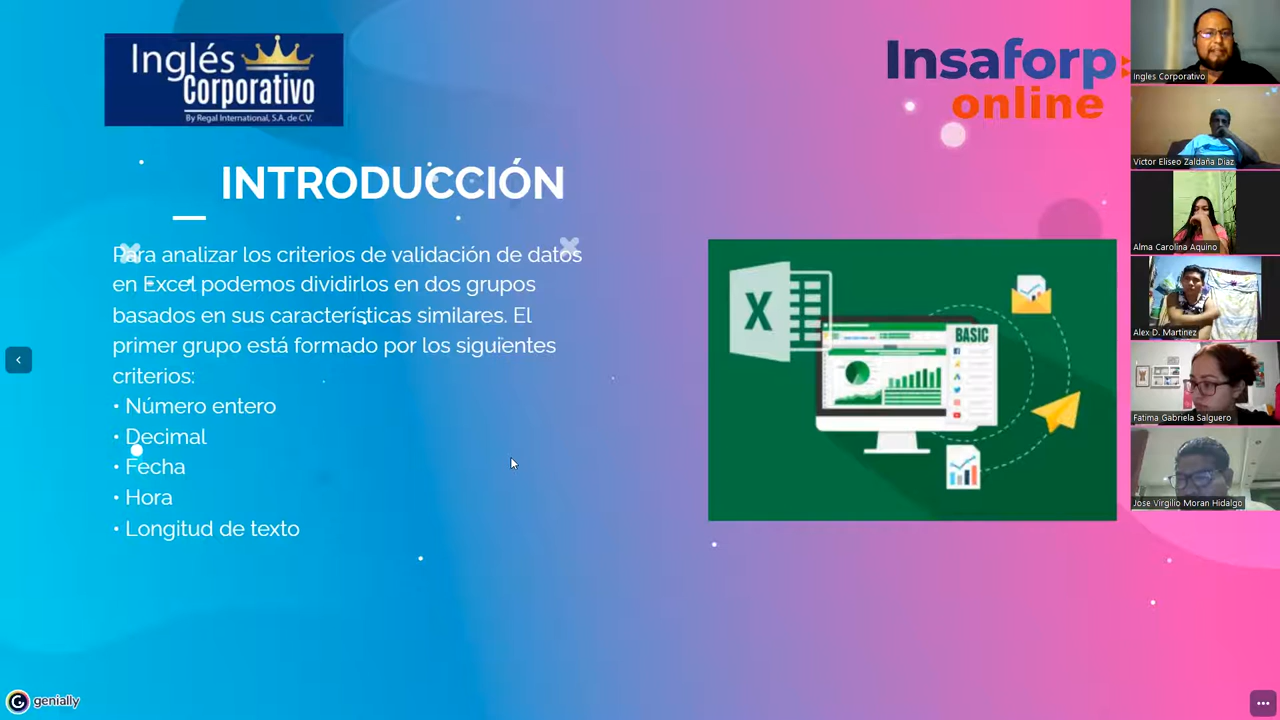 Inglés
Corporativo
By Regal International, S.A. de C.V.
Insaforp
online
INTRODUCCIÓN
Para analizar los criterios de validación de datos
en Excel podemos dividirlos en dos grupos
basados en sus características similares. El
primer grupo está formado por los siguientes
criterios:
• Número entero
• Decimal
• Fecha
• Hora
• Longitud de texto
X
BASIC
genially
Ingles Corporativo
Victor Eliseo Zaldaña Diaz
Alma Carolina Aquino
Alex D. Martinez
Fatima Gabriela Salguero
Jose Virgilio Moran Hidalgo